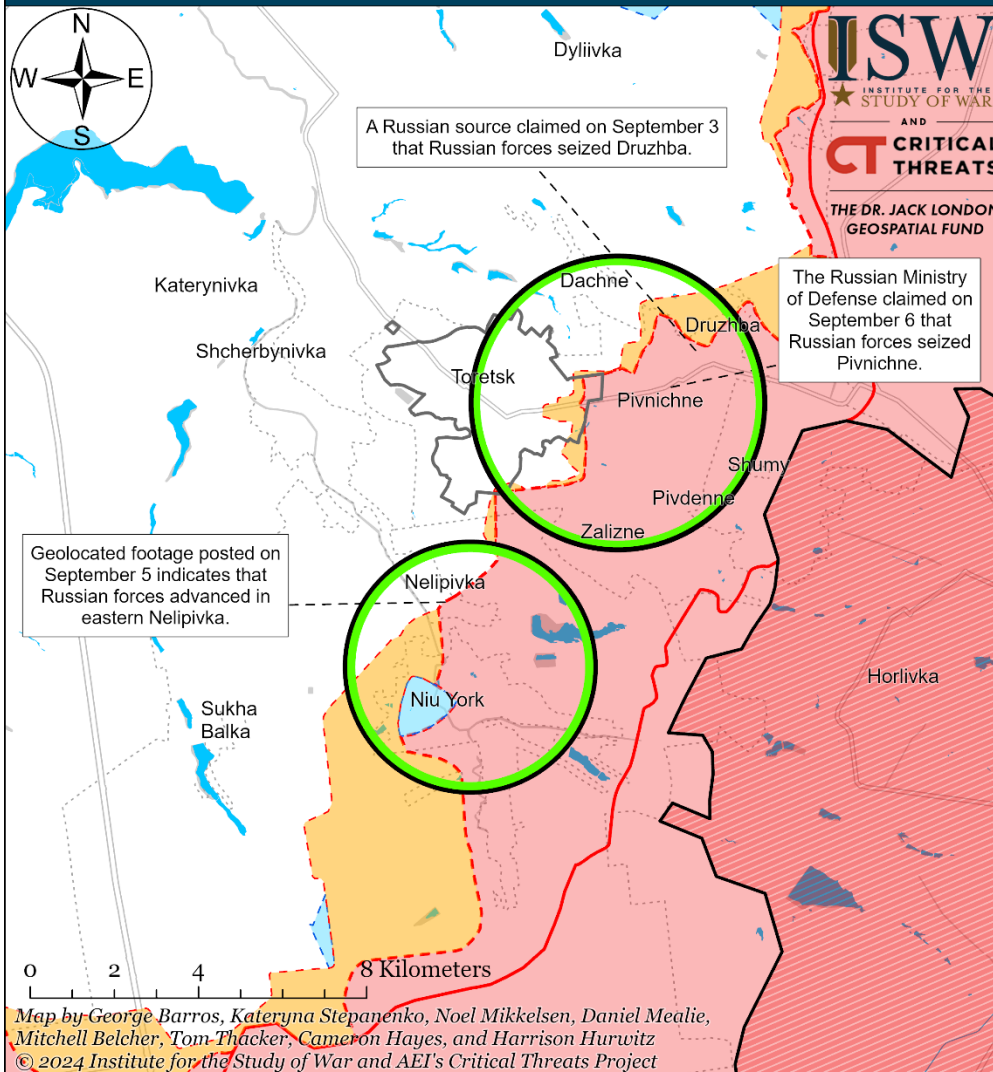 N
W
E
S
Dyliivka
ISW
INSTITUTE FOR THE
STUDY OF WAR
AND
CT CRITICAL
THREATS
THE DR. JACK LONDON
GEOSPATIAL FUND
A Russian source claimed on September 3
that Russian forces seized Druzhba.
The Russian Ministry
of Defense claimed on
September 6 that
Russian forces seized
Pivnichne.
Katerynivka
Dachne
Druzhba
Shcherbynivka
Toretsk
Pivnichne
Shumy
Pivdenne
Zalizne
Geolocated footage posted on
September 5 indicates that
Russian forces advanced in
eastern Nelipivka.
Nelipivka
Horlivka
Niu York
Sukha
Balka
0 2 4 8 Kilometers
Map by George Barros, Kateryna Stepanenko, Noel Mikkelsen, Daniel Mealie,
Mitchell Belcher, Tom Thacker, Cameron Hayes, and Harrison Hurwitz
© 2024 Institute for the Study of War and AEI's Critical Threats Project